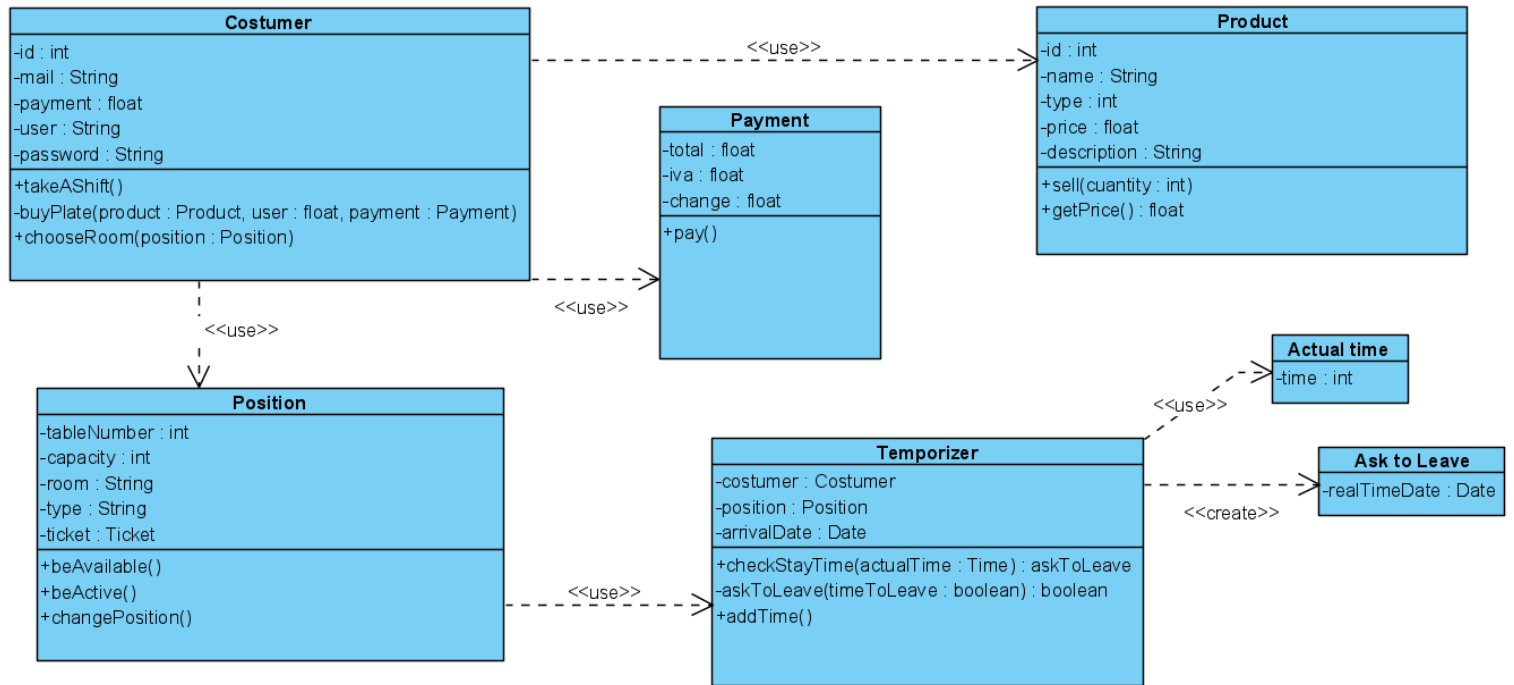 Costumer
-id : int
-mail : String
-payment : float
-user : String
-password : String
+takeAShift()
-buyPlate(product : Product, user : float, payment : Payment)
+chooseRoom(position : Position)
<<use>>
Product
-id : int
-name : String
-type : int
-price : float
-description : String
+sell(cuantity : int)
+getPrice() : float
Payment
-total : float
-iva : float
-change : float
+pay()
<<use>>
<<use>>
Position
-tableNumber : int
-capacity : int
-room : String
-type : String
-ticket : Ticket
+beAvailable()
+beActive()
+changePosition()
<<use>>
Temporizer
-costumer : Costumer
-position : Position
-arrivalDate : Date
+checkStayTime(actualTime : Time) : askToLeave
-askToLeave(timeToLeave : boolean) : boolean
+addTime()
<<use>>
Actual time
-time : int
<<create>>
Ask to Leave
-realTimeDate : Date